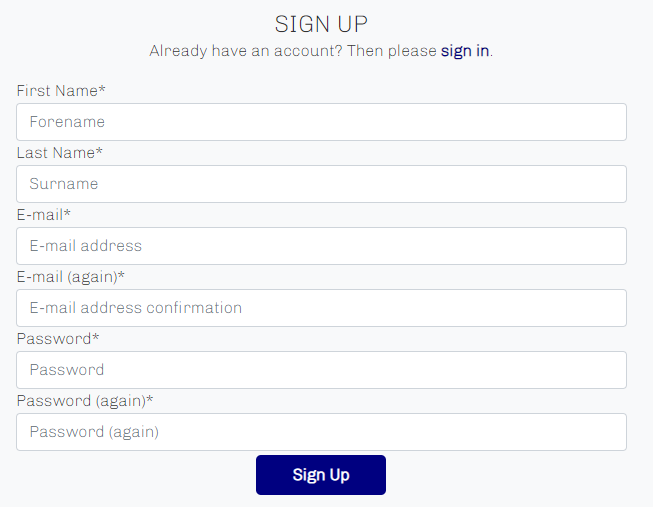 SIGN UP
Already have an account? Then please sign in.
First Name*
Forename
Last Name*
Surname
E-mail*
E-mail address
E-mail (again)*
E-mail address confirmation
Password*
Password
Password (again)*
Password (again)
Sign Up